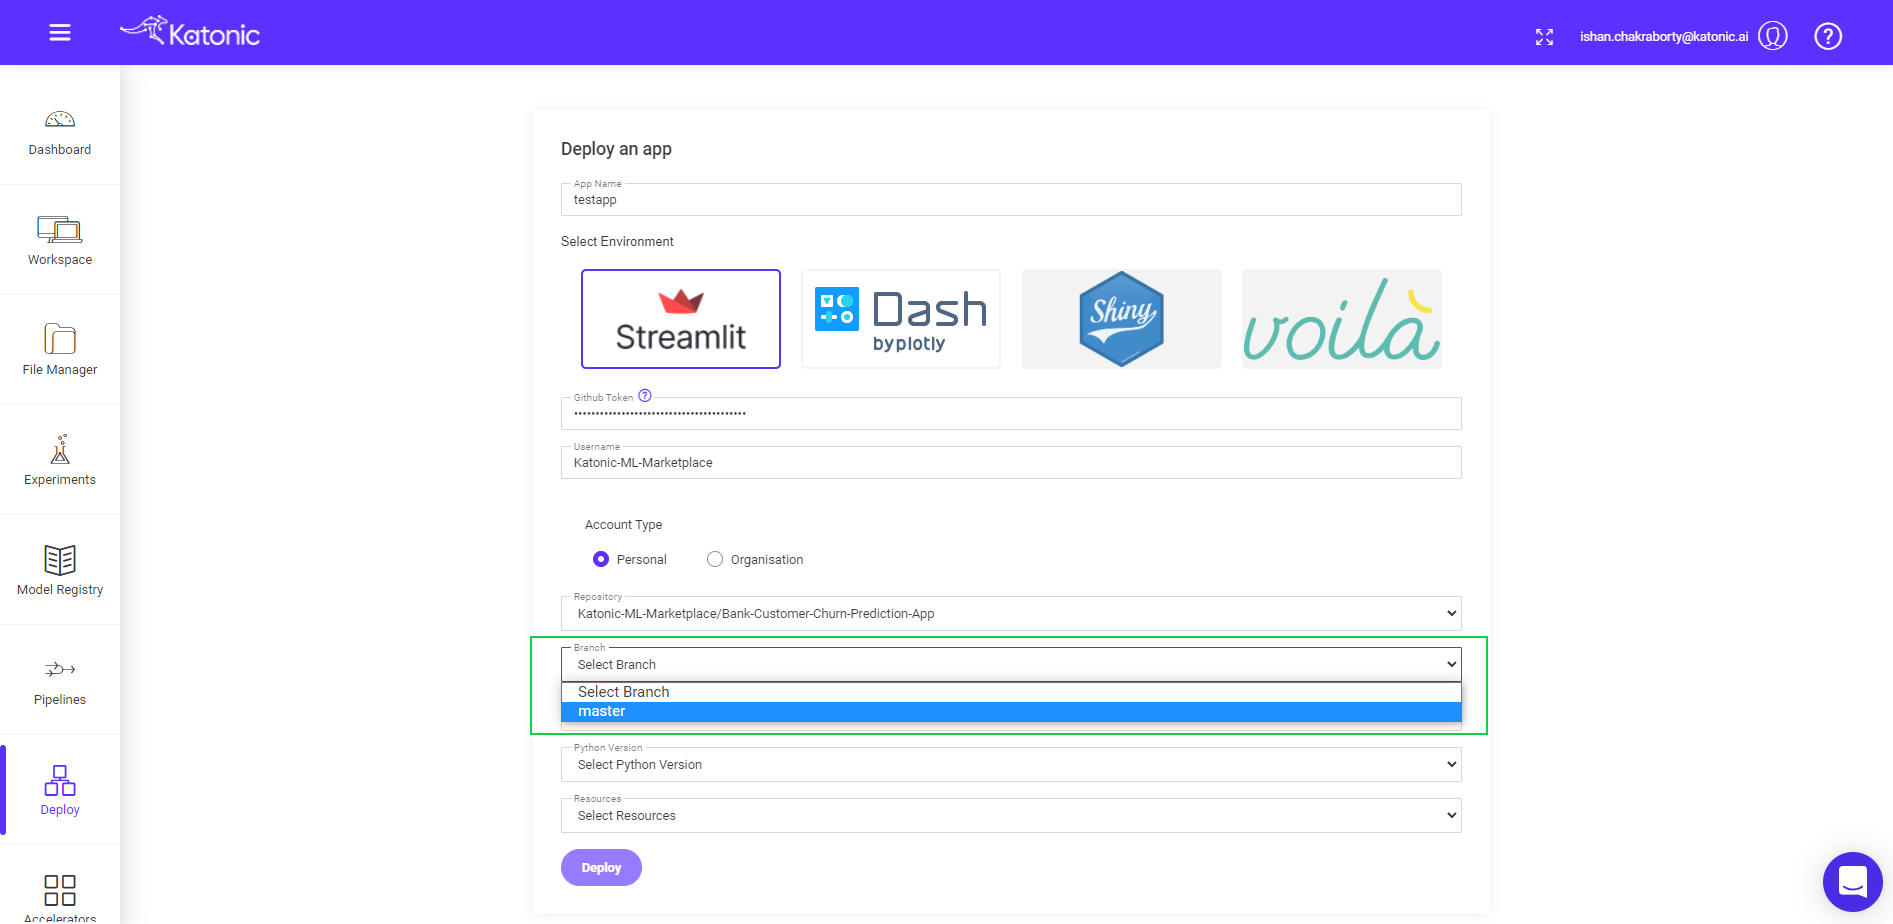 Katonic
ishan.chakraborty@katonic.ai
?
Dashboard
Workspace
File Manager
Experiments
Model Registry
Pipelines
Deploy
Accelerators
Deploy an app
App Name
testapp
Select Environment
Streamlit
Dash
by plotly
Shiny
voilà
Github Token ?
••••••••••••••••••••••••••••••••••••••••
Username
Katonic-ML-Marketplace
Account Type
Personal Organisation
Repository
Katonic-ML-Marketplace/Bank-Customer-Churn-Prediction-App
Branch
Select Branch
Select Branch
master
Python Version
Select Python Version
Resources
Select Resources
Deploy